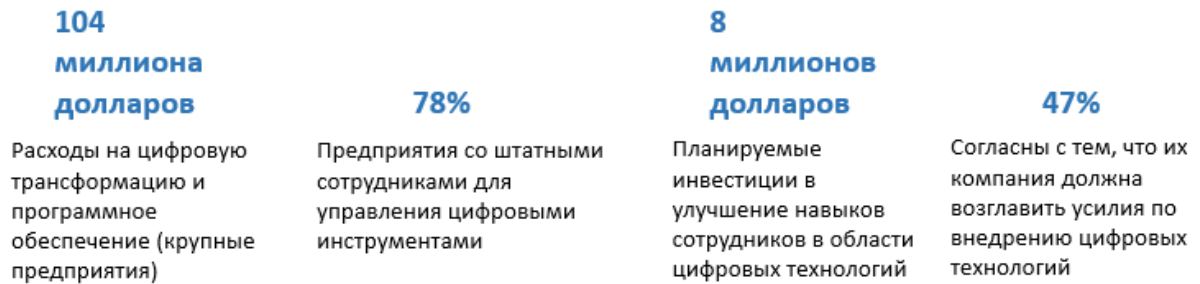 104
миллиона
долларов
Расходы на цифровую
трансформацию и
программное
обеспечение (крупные
предприятия)
78%
Предприятия со штатными
сотрудниками для
управления цифровыми
инструментами
8
миллионов
долларов
Планируемые
инвестиции в
улучшение навыков
сотрудников в области
цифровых технологий
47%
Согласны с тем, что их
компания должна
возглавить усилия по
внедрению цифровых
технологий